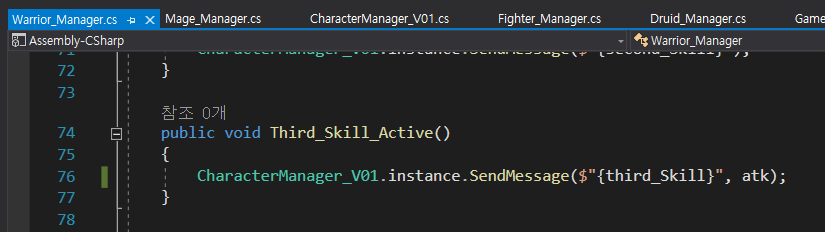 Warrior_Manager.cs
Mage_Manager.cs
CharacterManager_V01.cs
Fighter_Manager.cs
Druid_Manager.cs
Game
Assembly-CSharp
Warrior_Manager
71 CharacterManager_V01.instance.SendMessage($"{second_Skill}");
72 }
73
참조 0개
74 public void Third_Skill_Active()
75 {
76 CharacterManager_V01.instance.SendMessage($"{third_Skill}", atk);
77 }
78